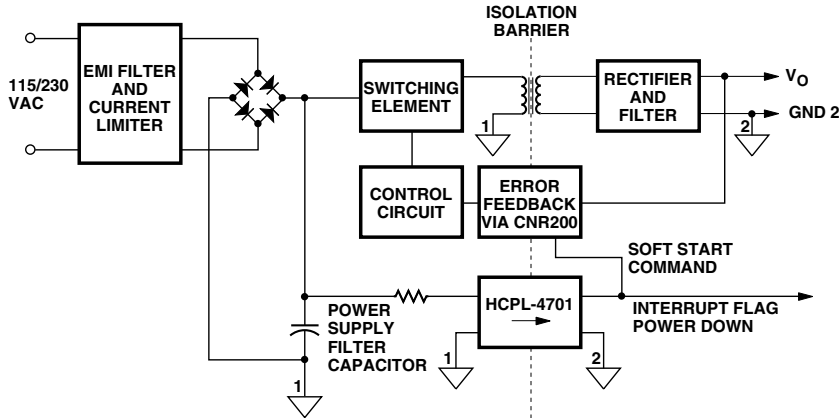 ISOLATION
BARRIER
115/230
VAC
EMI FILTER
AND
CURRENT
LIMITER
SWITCHING
ELEMENT
1
RECTIFIER
AND
FILTER
VO
GND 2
2
CONTROL
CIRCUIT
ERROR
FEEDBACK
VIA CNR200
SOFT START
COMMAND
HCPL-4701
INTERRUPT FLAG
POWER DOWN
POWER
SUPPLY
FILTER
CAPACITOR
1
1
2